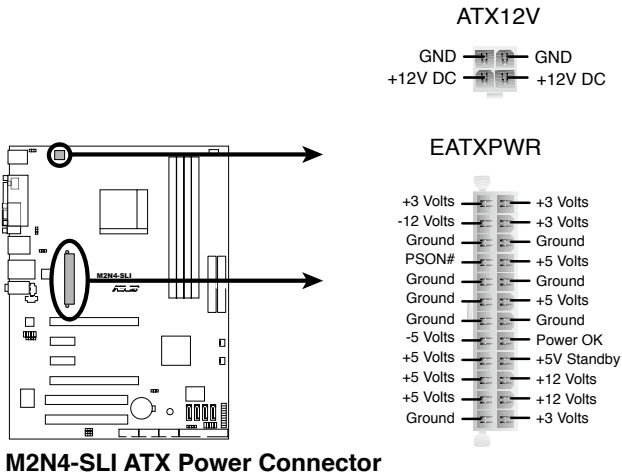 ATX12V
GND GND
+12V DC +12V DC
EATXPWR
+3 Volts +3 Volts
-12 Volts +3 Volts
Ground Ground
PSON# +5 Volts
Ground Ground
Ground +5 Volts
Ground Ground
-5 Volts Power OK
+5 Volts +5V Standby
+5 Volts +12 Volts
+5 Volts +12 Volts
Ground +3 Volts
M2N4-SLI
ASUS
M2N4-SLI ATX Power Connector